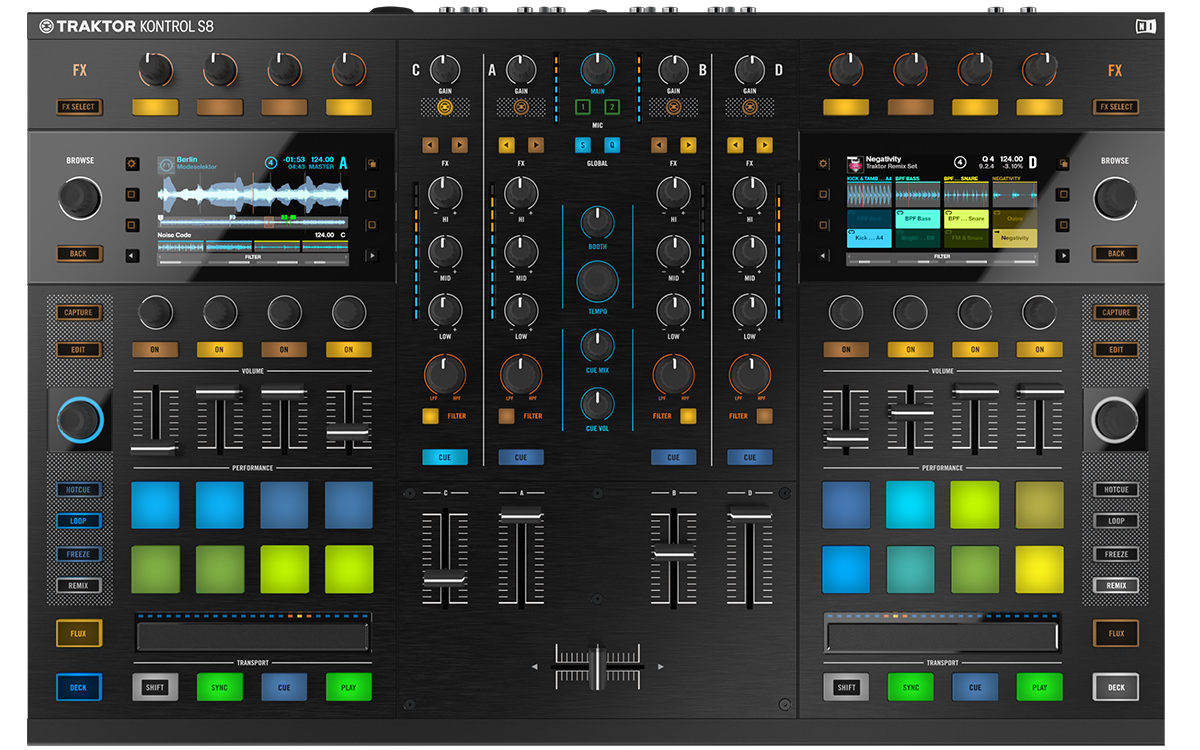 TRAKTOR KONTROL S8
NI
FX
FX SELECT
C
A
B
D
GAIN
GAIN
MAIN
GAIN
GAIN
1
2
MIC
FX
FX SELECT
BROWSE
BACK
Berlin
Modeselektor
4
-01:53
124.00
04:43
MASTER
A
Noise Code
124.00
C
FILTER
FX
FX
S
Q
GLOBAL
FX
FX
HI
HI
HI
HI
BOOTH
MID
MID
MID
MID
TEMPO
LOW
LOW
LOW
LOW
CUE MIX
LPF
HPF
LPF
HPF
LPF
HPF
LPF
HPF
FILTER
FILTER
FILTER
FILTER
CUE VOL
CUE
CUE
CUE
CUE
Negativity
Traktor Remix Set
4
Q 4
124.00
9.2.4
-3.10%
D
KICK & TAMB ... A4
BPF BASS
BPF ... SNARE
NEGATIVITY
BPF Bass
BPF ... Snare
Outro
Kick ... A4
FM & Snare
Negativity
FILTER
BROWSE
BACK
CAPTURE
EDIT
ON
ON
ON
ON
VOLUME
PERFORMANCE
HOTCUE
LOOP
FREEZE
REMIX
FLUX
TRANSPORT
DECK
SHIFT
SYNC
CUE
PLAY
C
A
B
D
CAPTURE
EDIT
ON
ON
ON
ON
VOLUME
PERFORMANCE
HOTCUE
LOOP
FREEZE
REMIX
FLUX
TRANSPORT
SHIFT
SYNC
CUE
PLAY
DECK